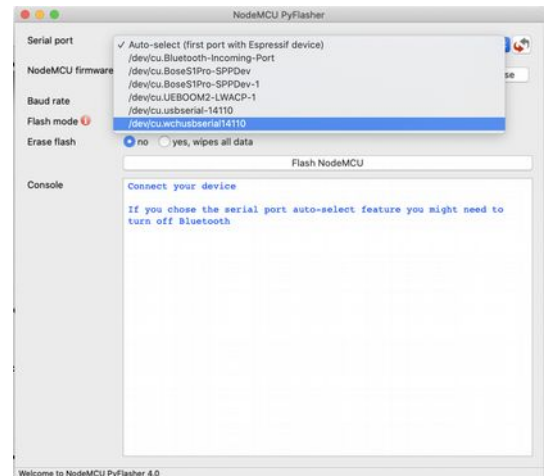 NodeMCU PyFlasher
Serial port
✓ Auto-select (first port with Espressif device)
/dev/cu.Bluetooth-Incoming-Port
/dev/cu.BoseS1Pro-SPPDev
/dev/cu.BoseS1Pro-SPPDev-1
/dev/cu.UEBOOM2-LWACP-1
/dev/cu.usbserial-14110
/dev/cu.wchusbserial14110
NodeMCU firmware
se
Baud rate
Flash mode
Erase flash
no
yes, wipes all data
Flash NodeMCU
Console
Connect your device
If you chose the serial port auto-select feature you might need to
turn off Bluetooth
Welcome to NodeMCU PyFlasher 4.0